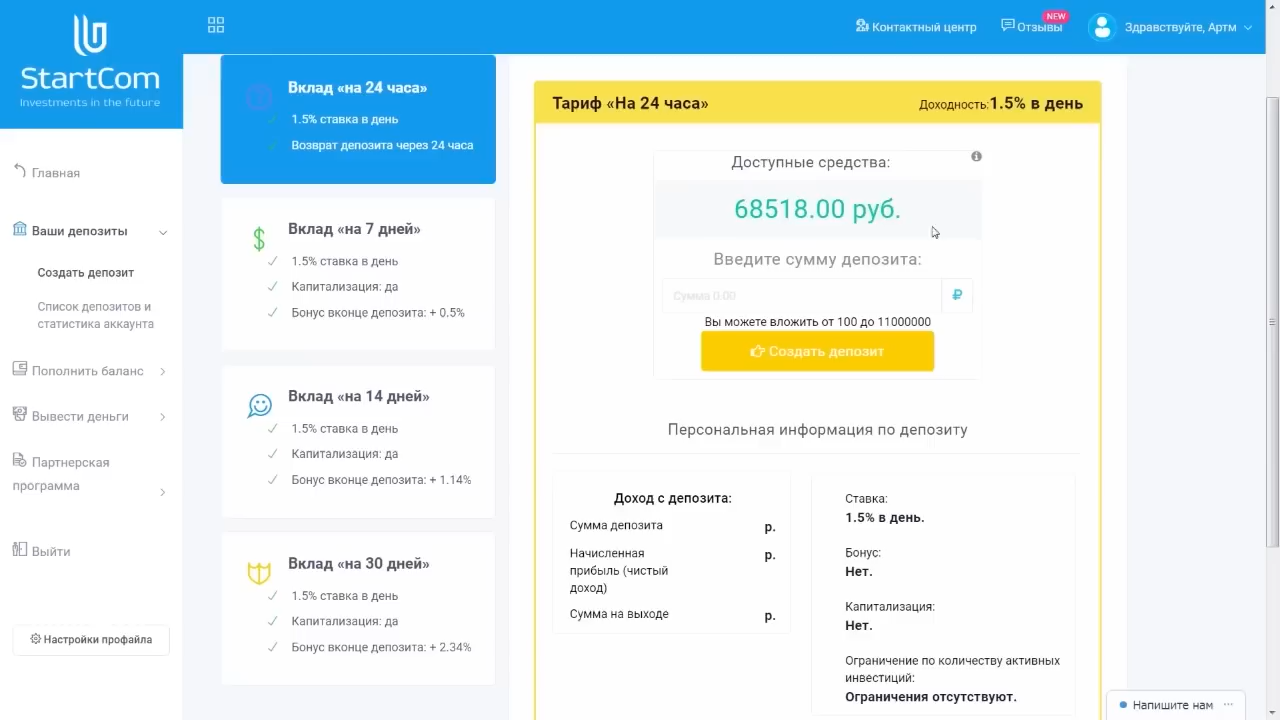 StartCom
Investments in the future
Контактный центр
Отзывы
NEW
Здравствуйте, Артм
Главная
Ваши депозиты
Создать депозит
Список депозитов и
статистика аккаунта
Пополнить баланс
Вывести деньги
Партнерская
программа
Выйти
Настройки профиля
Вклад «на 24 часа»
1.5% ставка в день
Возврат депозита через 24 часа
Вклад «на 7 дней»
1.5% ставка в день
Капитализация: да
Бонус вконце депозита: + 0.5%
Вклад «на 14 дней»
1.5% ставка в день
Капитализация: да
Бонус вконце депозита: + 1.14%
Вклад «на 30 дней»
1.5% ставка в день
Капитализация: да
Бонус вконце депозита: + 2.34%
Тариф «На 24 часа»
Доходность:1.5% в день
Доступные средства:
68518.00 руб.
Введите сумму депозита:
Сумма 0.00
₽
Вы можете вложить от 100 до 11000000
Создать депозит
Персональная информация по депозиту
Доход с депозита:
Сумма депозита р.
Начисленная р.
прибыль (чистый
доход)
Сумма на выходе р.
Ставка:
1.5% в день.
Бонус:
Нет.
Капитализация:
Нет.
Ограничение по количеству активных
инвестиций:
Ограничения отсутствуют.
Напишите нам